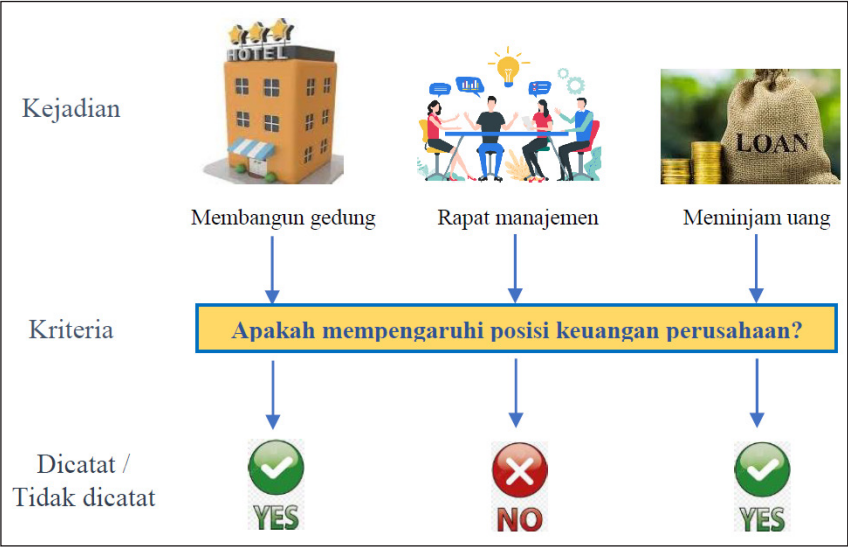 Kejadian
HOTEL
LOAN
Membangun gedung
Rapat manajemen
Meminjam uang
Kriteria
Apakah mempengaruhi posisi keuangan perusahaan?
Dicatat /
Tidak dicatat
YES
NO
YES